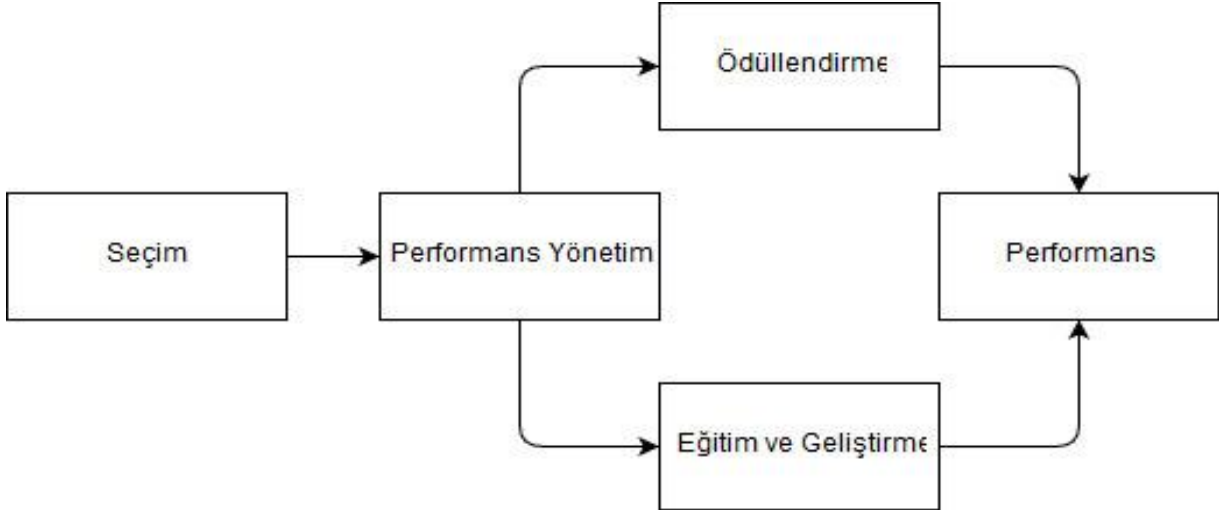 Ödüllendirme
Seçim
Performans Yönetim
Performans
Eğitim ve Geliştirme